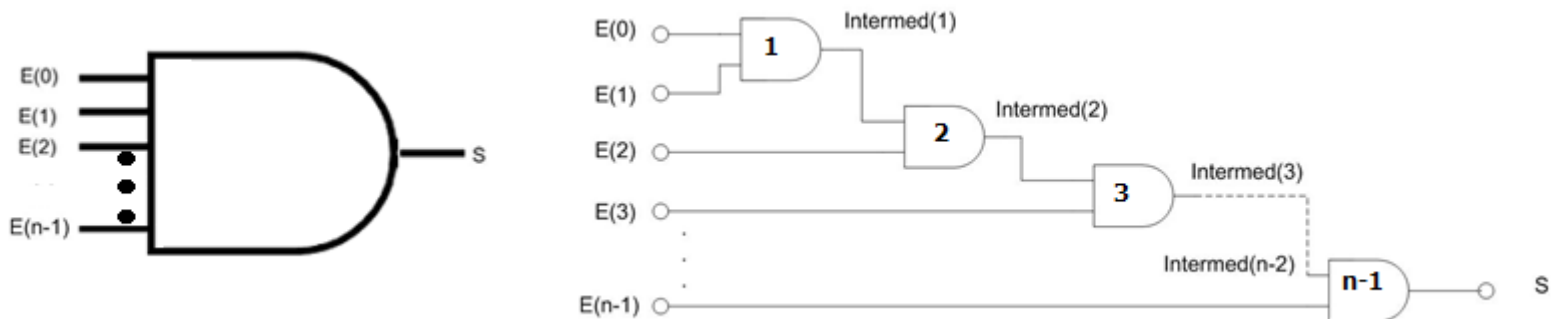 E(0)
E(1)
E(2)
E(n-1)
S
E(0)
E(1)
E(2)
E(3)
E(n-1)
1
Intermed(1)
2
Intermed(2)
3
Intermed(3)
Intermed(n-2)
n-1
S